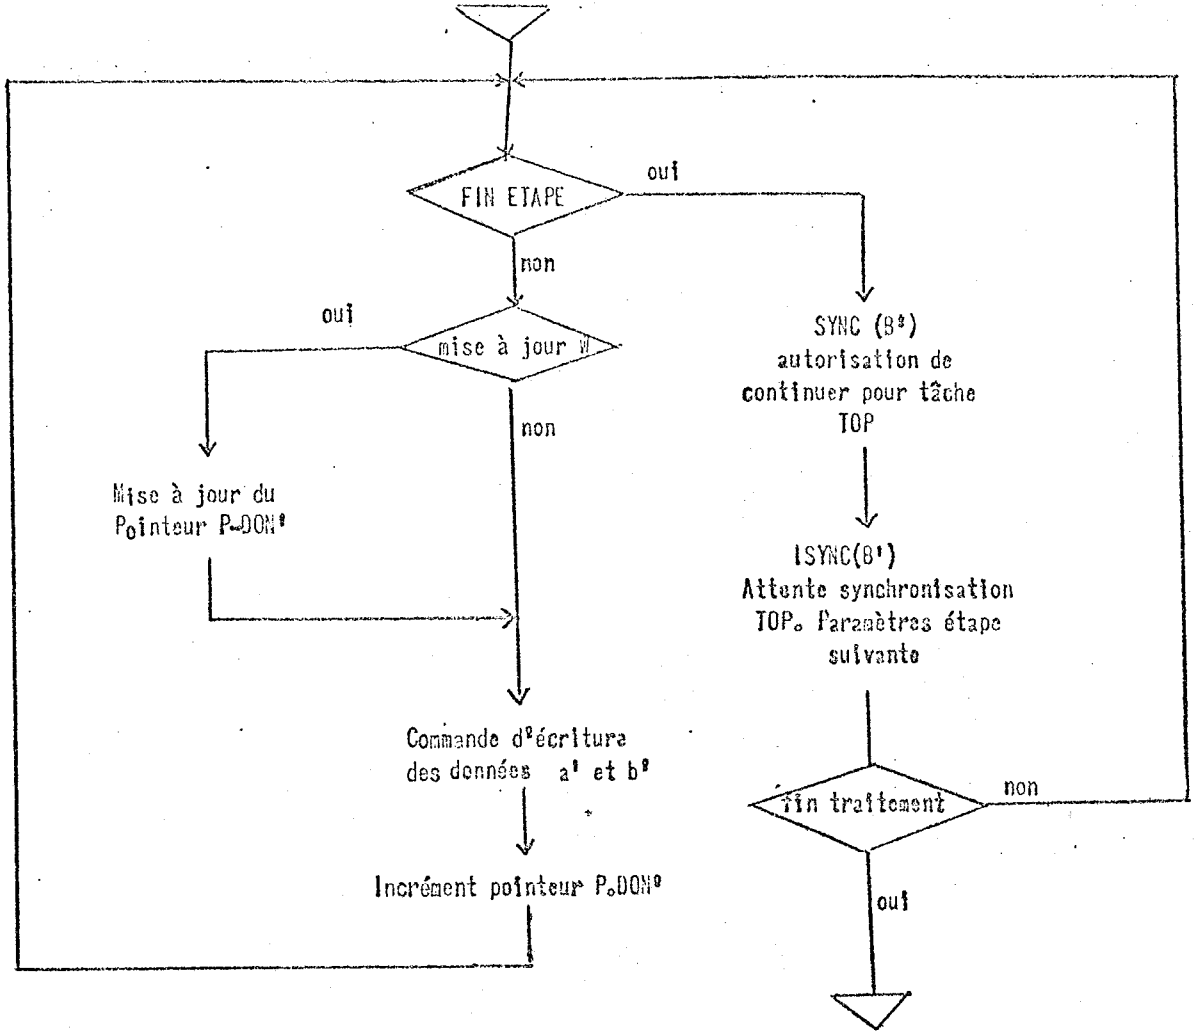 oui
FIN ETAPE
non
oui
mise à jour W
non
SYNC (B')
autorisation de
continuer pour tâche
TOP
Mise à jour du
Pointeur P.DON'
ISYNC(B')
Attente synchronisation
TOP. Paramètres étape
suivante
Commande d'écriture
des données a' et b'
fin traitement
non
Incrément pointeur P.DON'
oui